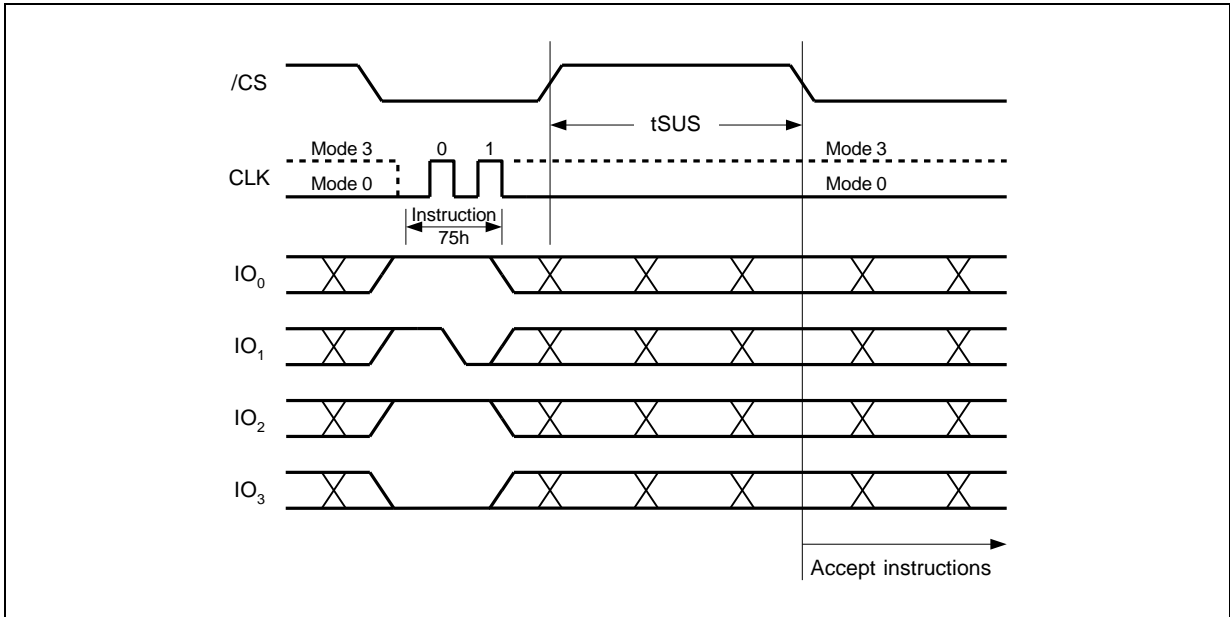 /CS
tSUS
Mode 3 0 1 Mode 3
CLK
Mode 0 Mode 0
Instruction
75h
IO0
IO1
IO2
IO3
Accept instructions